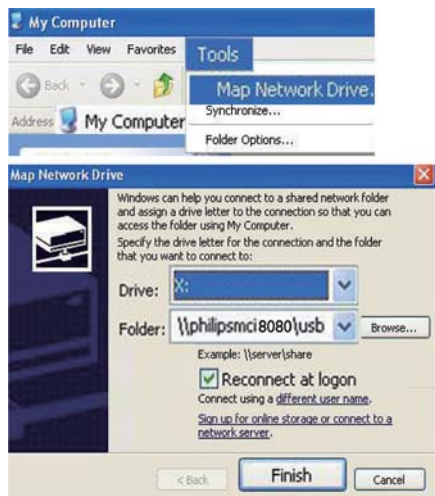 My Computer
File Edit View Favorites Tools
Back
Map Network Drive.
Synchronize...
Address My Computer
Folder Options...
Map Network Drive
Windows can help you connect to a shared network folder
and assign a drive letter to the connection so that you can
access the folder using My Computer.
Specify the drive letter for the connection and the folder
that you want to connect to:
Drive: X:
Folder: \\philipsmci8080\usb Browse...
Example: \\server\share
Reconnect at logon
Connect using a different user name.
Sign up for online storage or connect to a
network server.
< Back Finish Cancel